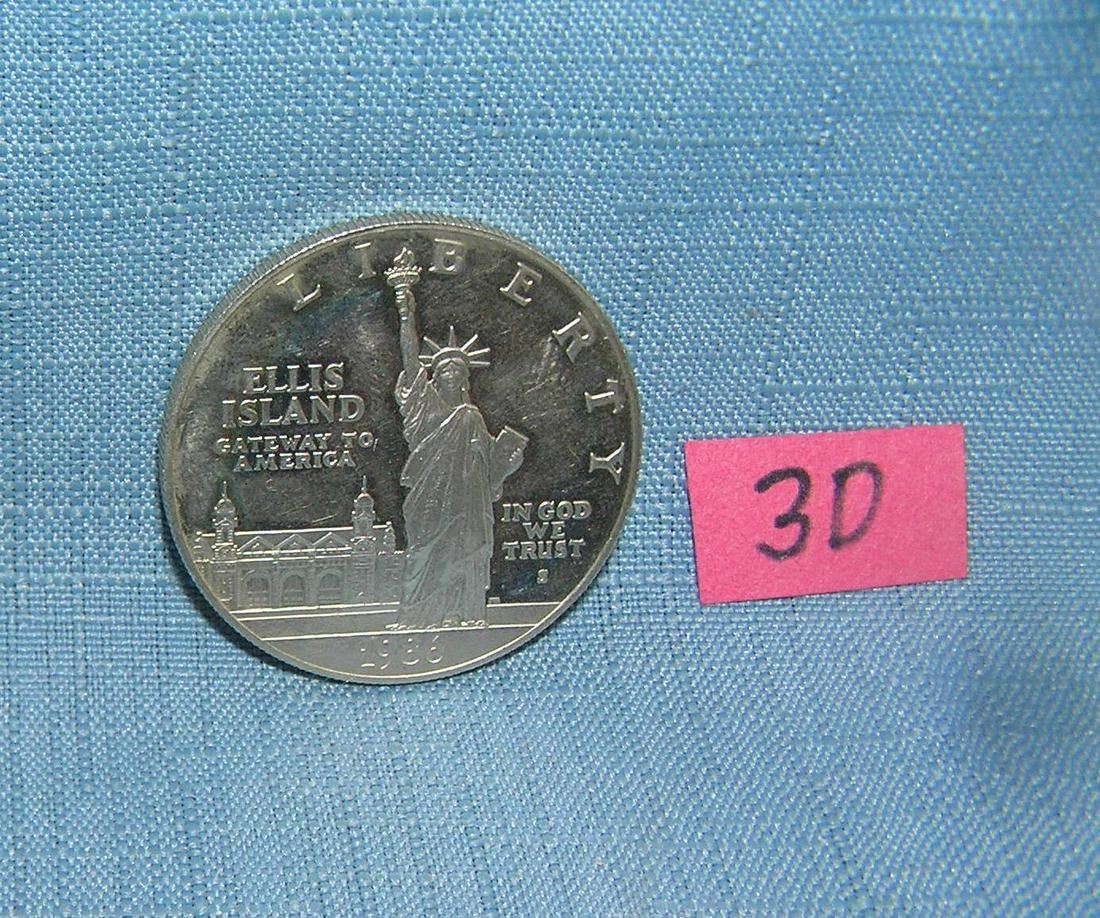 LIBERTY
ELLIS
ISLAND
GATEWAY TO
AMERICA
IN GOD
WE
TRUST
S
1986
3D